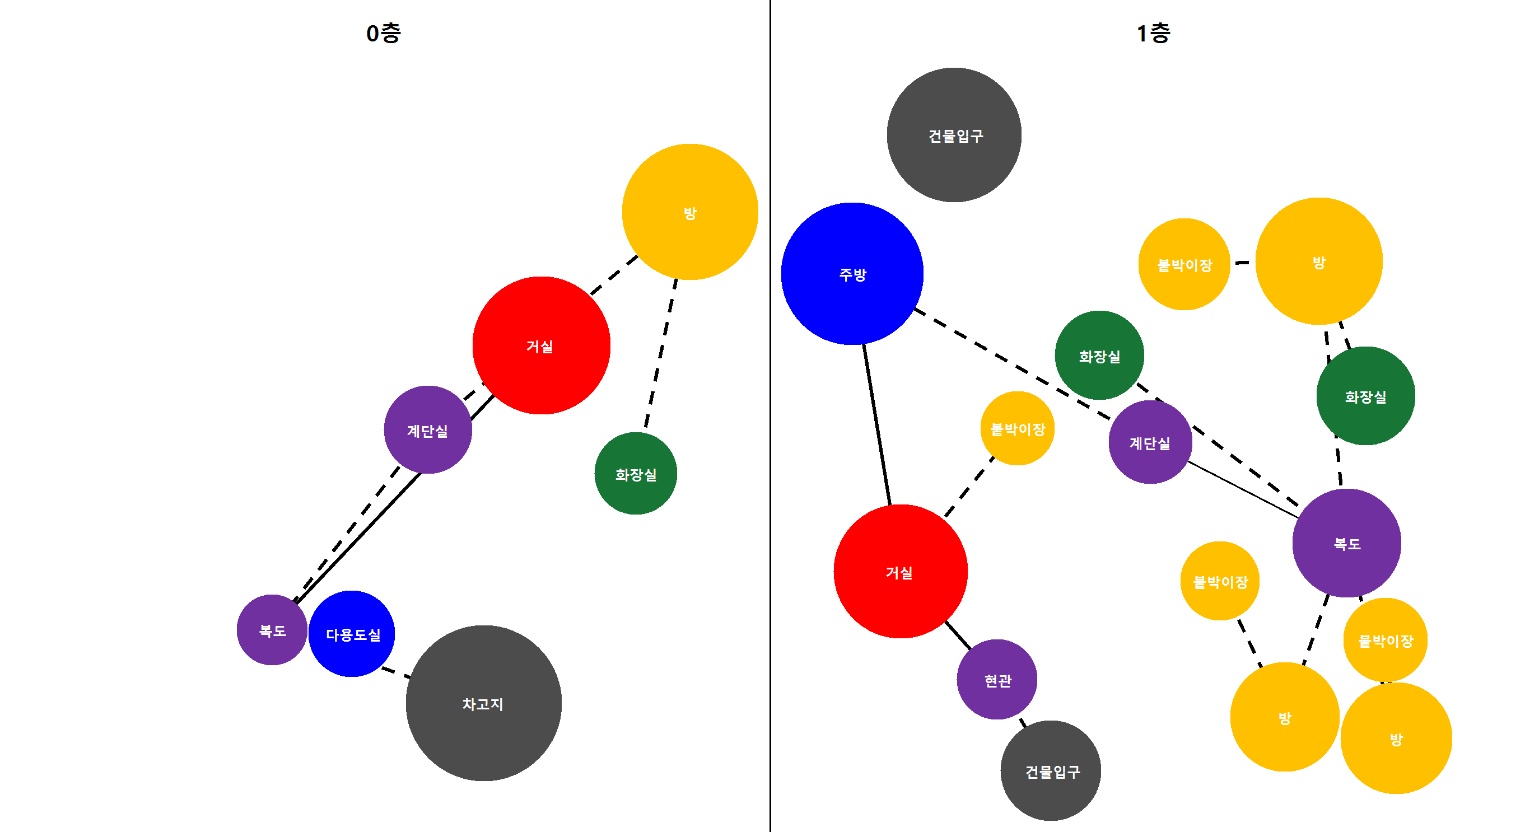 0층
방
거실
계단실
화장실
복도
다용도실
차고지
1층
건물입구
주방
붙박이장
방
화장실
화장실
붙박이장
계단실
복도
거실
붙박이장
붙박이장
현관
방
방
건물입구